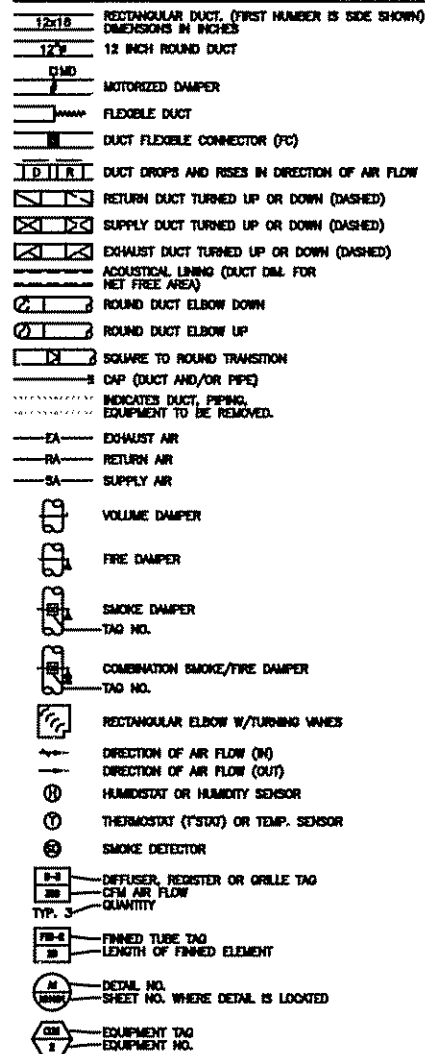 12x18 RECTANGULAR DUCT. (FIRST NUMBER IS SIDE SHOWN)
DIMENSIONS IN INCHES
12"ø 12 INCH ROUND DUCT
MD
MOTORIZED DAMPER
FLEXIBLE DUCT
DUCT FLEXIBLE CONNECTOR (FC)
D R DUCT DROPS AND RISES IN DIRECTION OF AIR FLOW
RETURN DUCT TURNED UP OR DOWN (DASHED)
SUPPLY DUCT TURNED UP OR DOWN (DASHED)
EXHAUST DUCT TURNED UP OR DOWN (DASHED)
ACOUSTICAL LINING (DUCT DIM. FOR
NET FREE AREA)
ROUND DUCT ELBOW DOWN
ROUND DUCT ELBOW UP
SQUARE TO ROUND TRANSITION
CAP (DUCT AND/OR PIPE)
INDICATES DUCT, PIPING,
EQUIPMENT TO BE REMOVED.
EA EXHAUST AIR
RA RETURN AIR
SA SUPPLY AIR
VOLUME DAMPER
FIRE DAMPER
SMOKE DAMPER
TAG NO.
COMBINATION SMOKE/FIRE DAMPER
TAG NO.
RECTANGULAR ELBOW W/TURNING VANES
DIRECTION OF AIR FLOW (IN)
DIRECTION OF AIR FLOW (OUT)
H HUMIDISTAT OR HUMIDITY SENSOR
T THERMOSTAT (T'STAT) OR TEMP. SENSOR
SD SMOKE DETECTOR
DIFFUSER, REGISTER OR GRILLE TAG
CFM AIR FLOW
TYP. 3 QUANTITY
FINNED TUBE TAG
LENGTH OF FINNED ELEMENT
DETAIL NO.
SHEET NO. WHERE DETAIL IS LOCATED
EQUIPMENT TAG
2 EQUIPMENT NO.